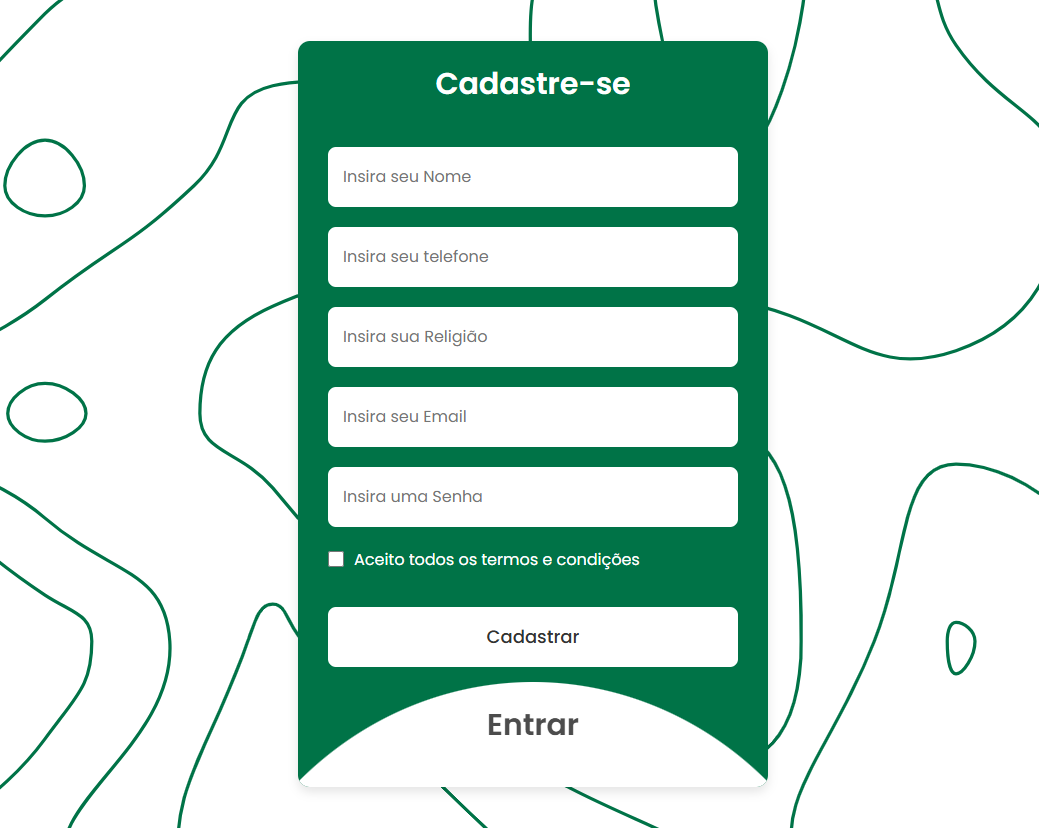 Cadastre-se
Insira seu Nome
Insira seu telefone
Insira sua Religião
Insira seu Email
Insira uma Senha
Aceito todos os termos e condições
Cadastrar
Entrar